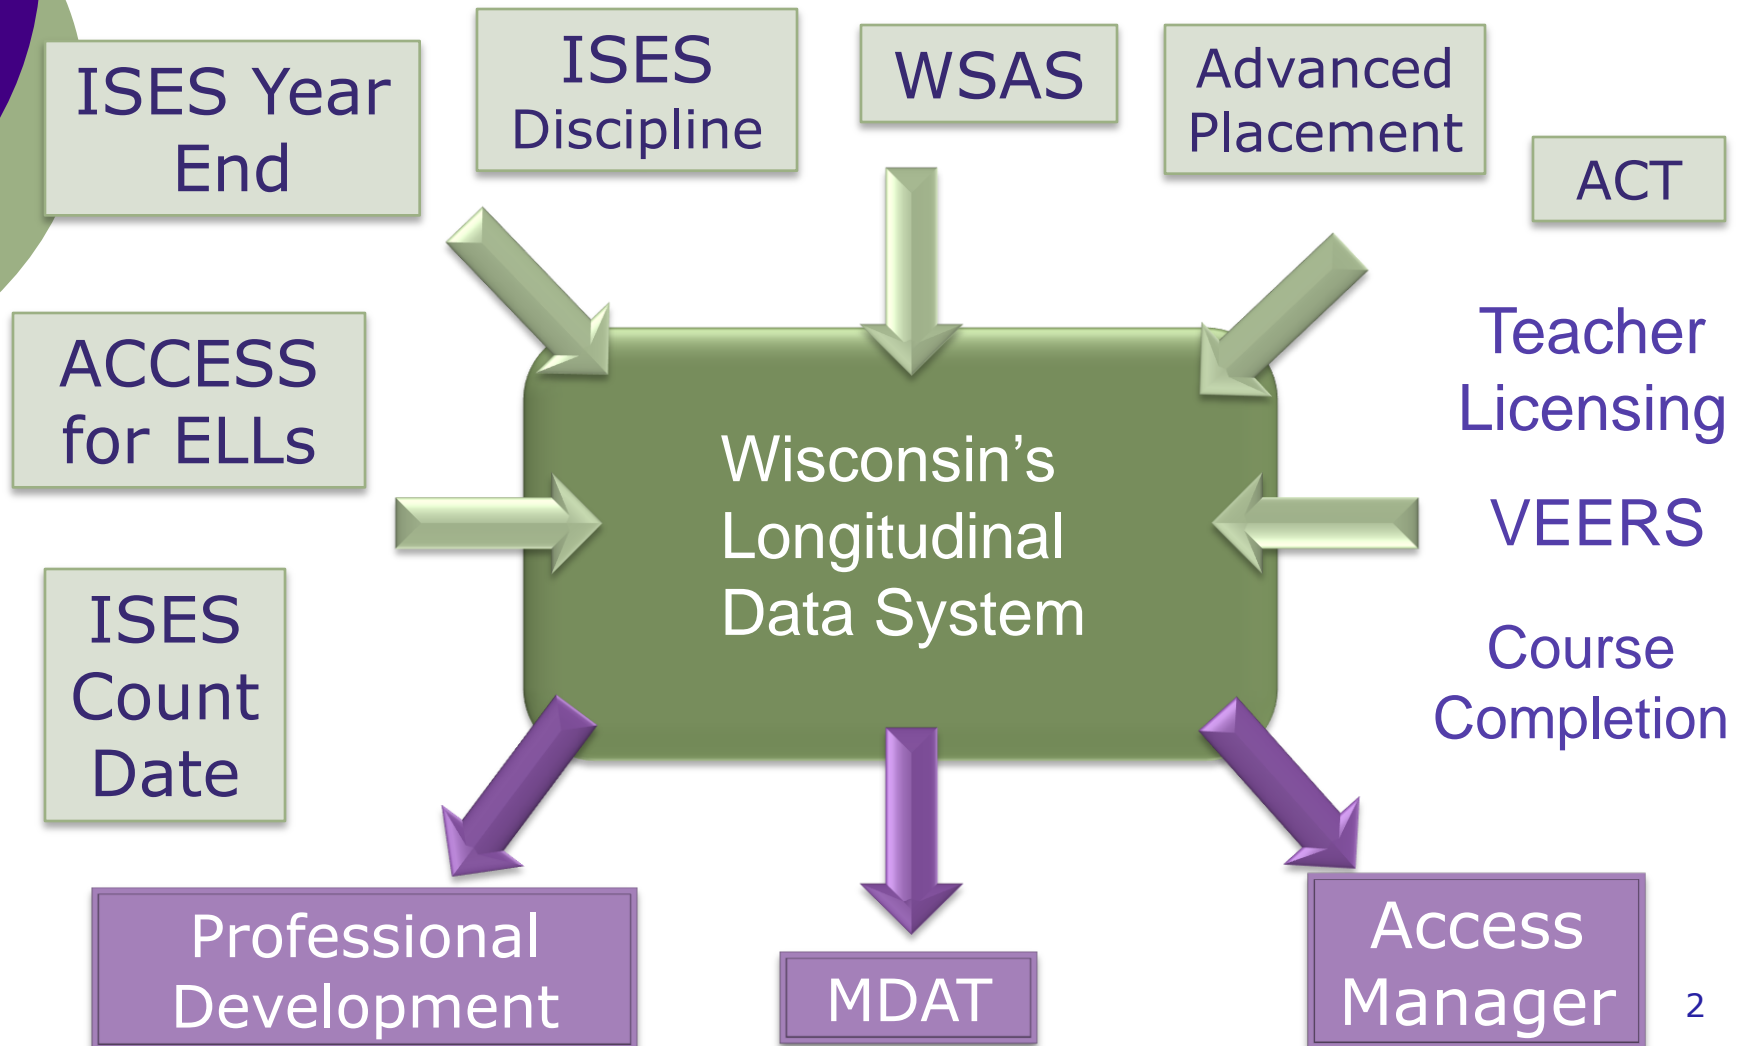 ISES Year
End
ISES
Discipline
WSAS
Advanced
Placement
ACT
ACCESS
for ELLs
Teacher
Licensing
Wisconsin’s
Longitudinal
Data System
VEERS
ISES
Count
Date
Course
Completion
Professional
Development
MDAT
Access
Manager
2